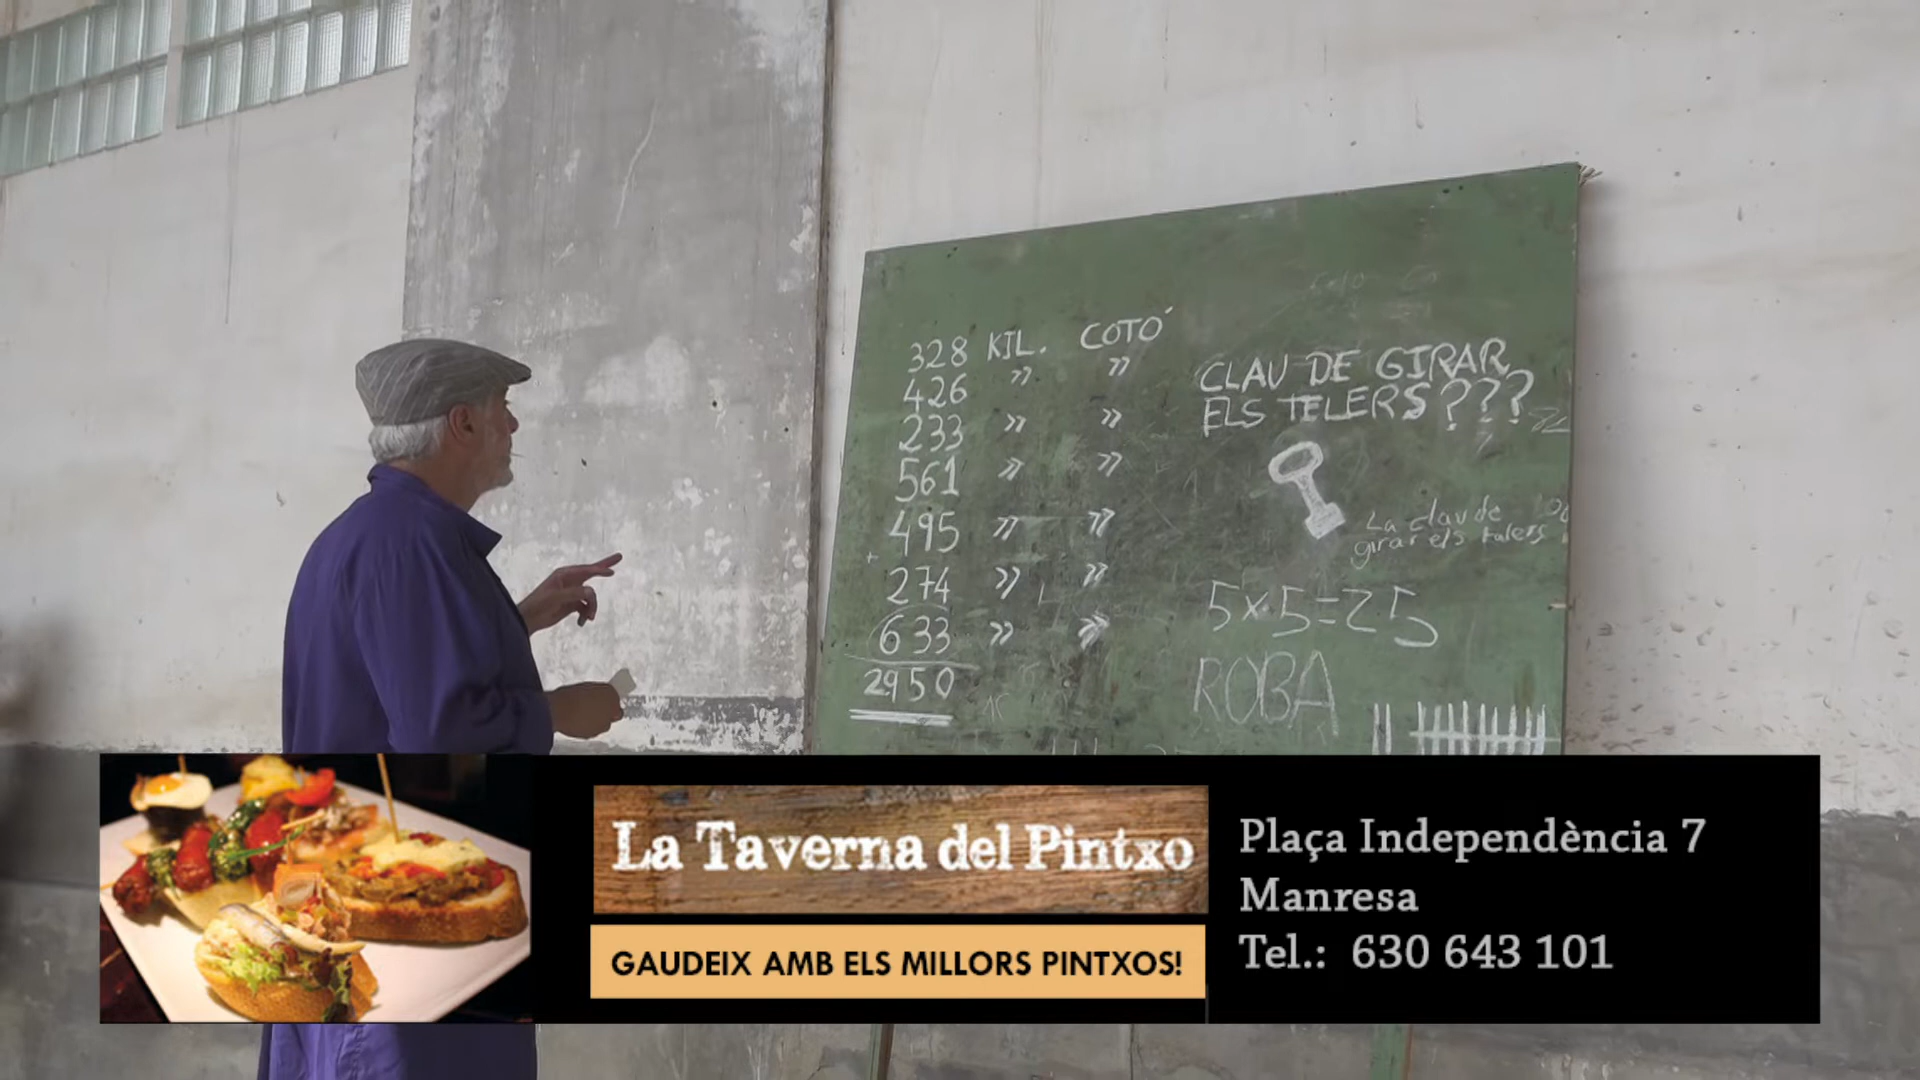 328 KIL. COTÓ
426 " "
233 " "
561 " "
495 " "
+
274 " "
633 " "
2950
CLAU DE GIRAR
ELS TELERS???
La clau de
girar els talers
5x5=25
ROBA
La Taverna del Pintxo
GAUDEIX AMB ELS MILLORS PINTXOS!
Plaça Independència 7
Manresa
Tel.: 630 643 101